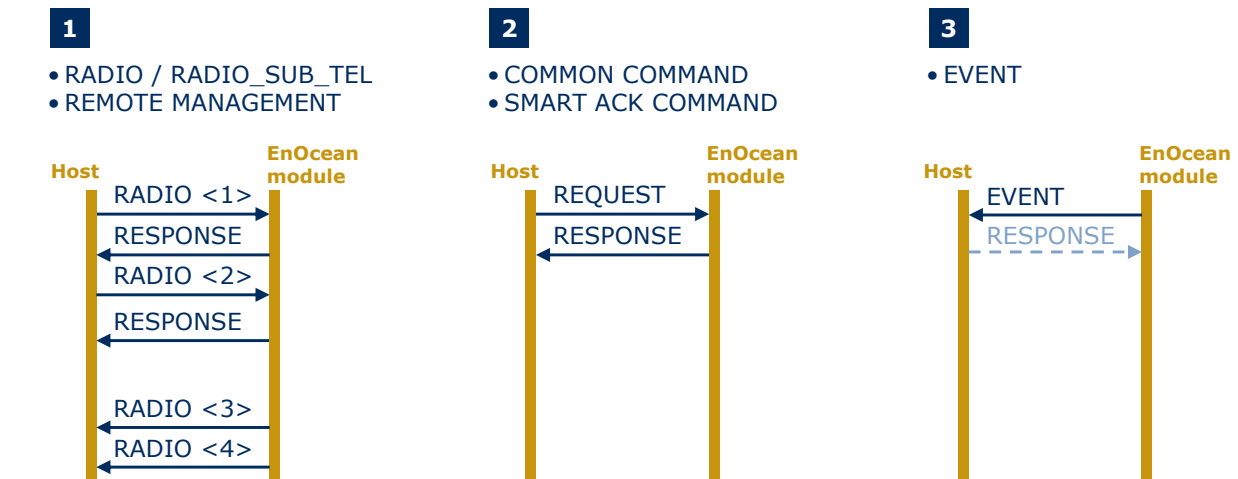 1
• RADIO / RADIO_SUB_TEL
• REMOTE MANAGEMENT
Host
EnOcean
module
RADIO <1>
RESPONSE
RADIO <2>
RESPONSE
RADIO <3>
RADIO <4>
2
• COMMON COMMAND
• SMART ACK COMMAND
Host
EnOcean
module
REQUEST
RESPONSE
3
• EVENT
Host
EnOcean
module
EVENT
RESPONSE